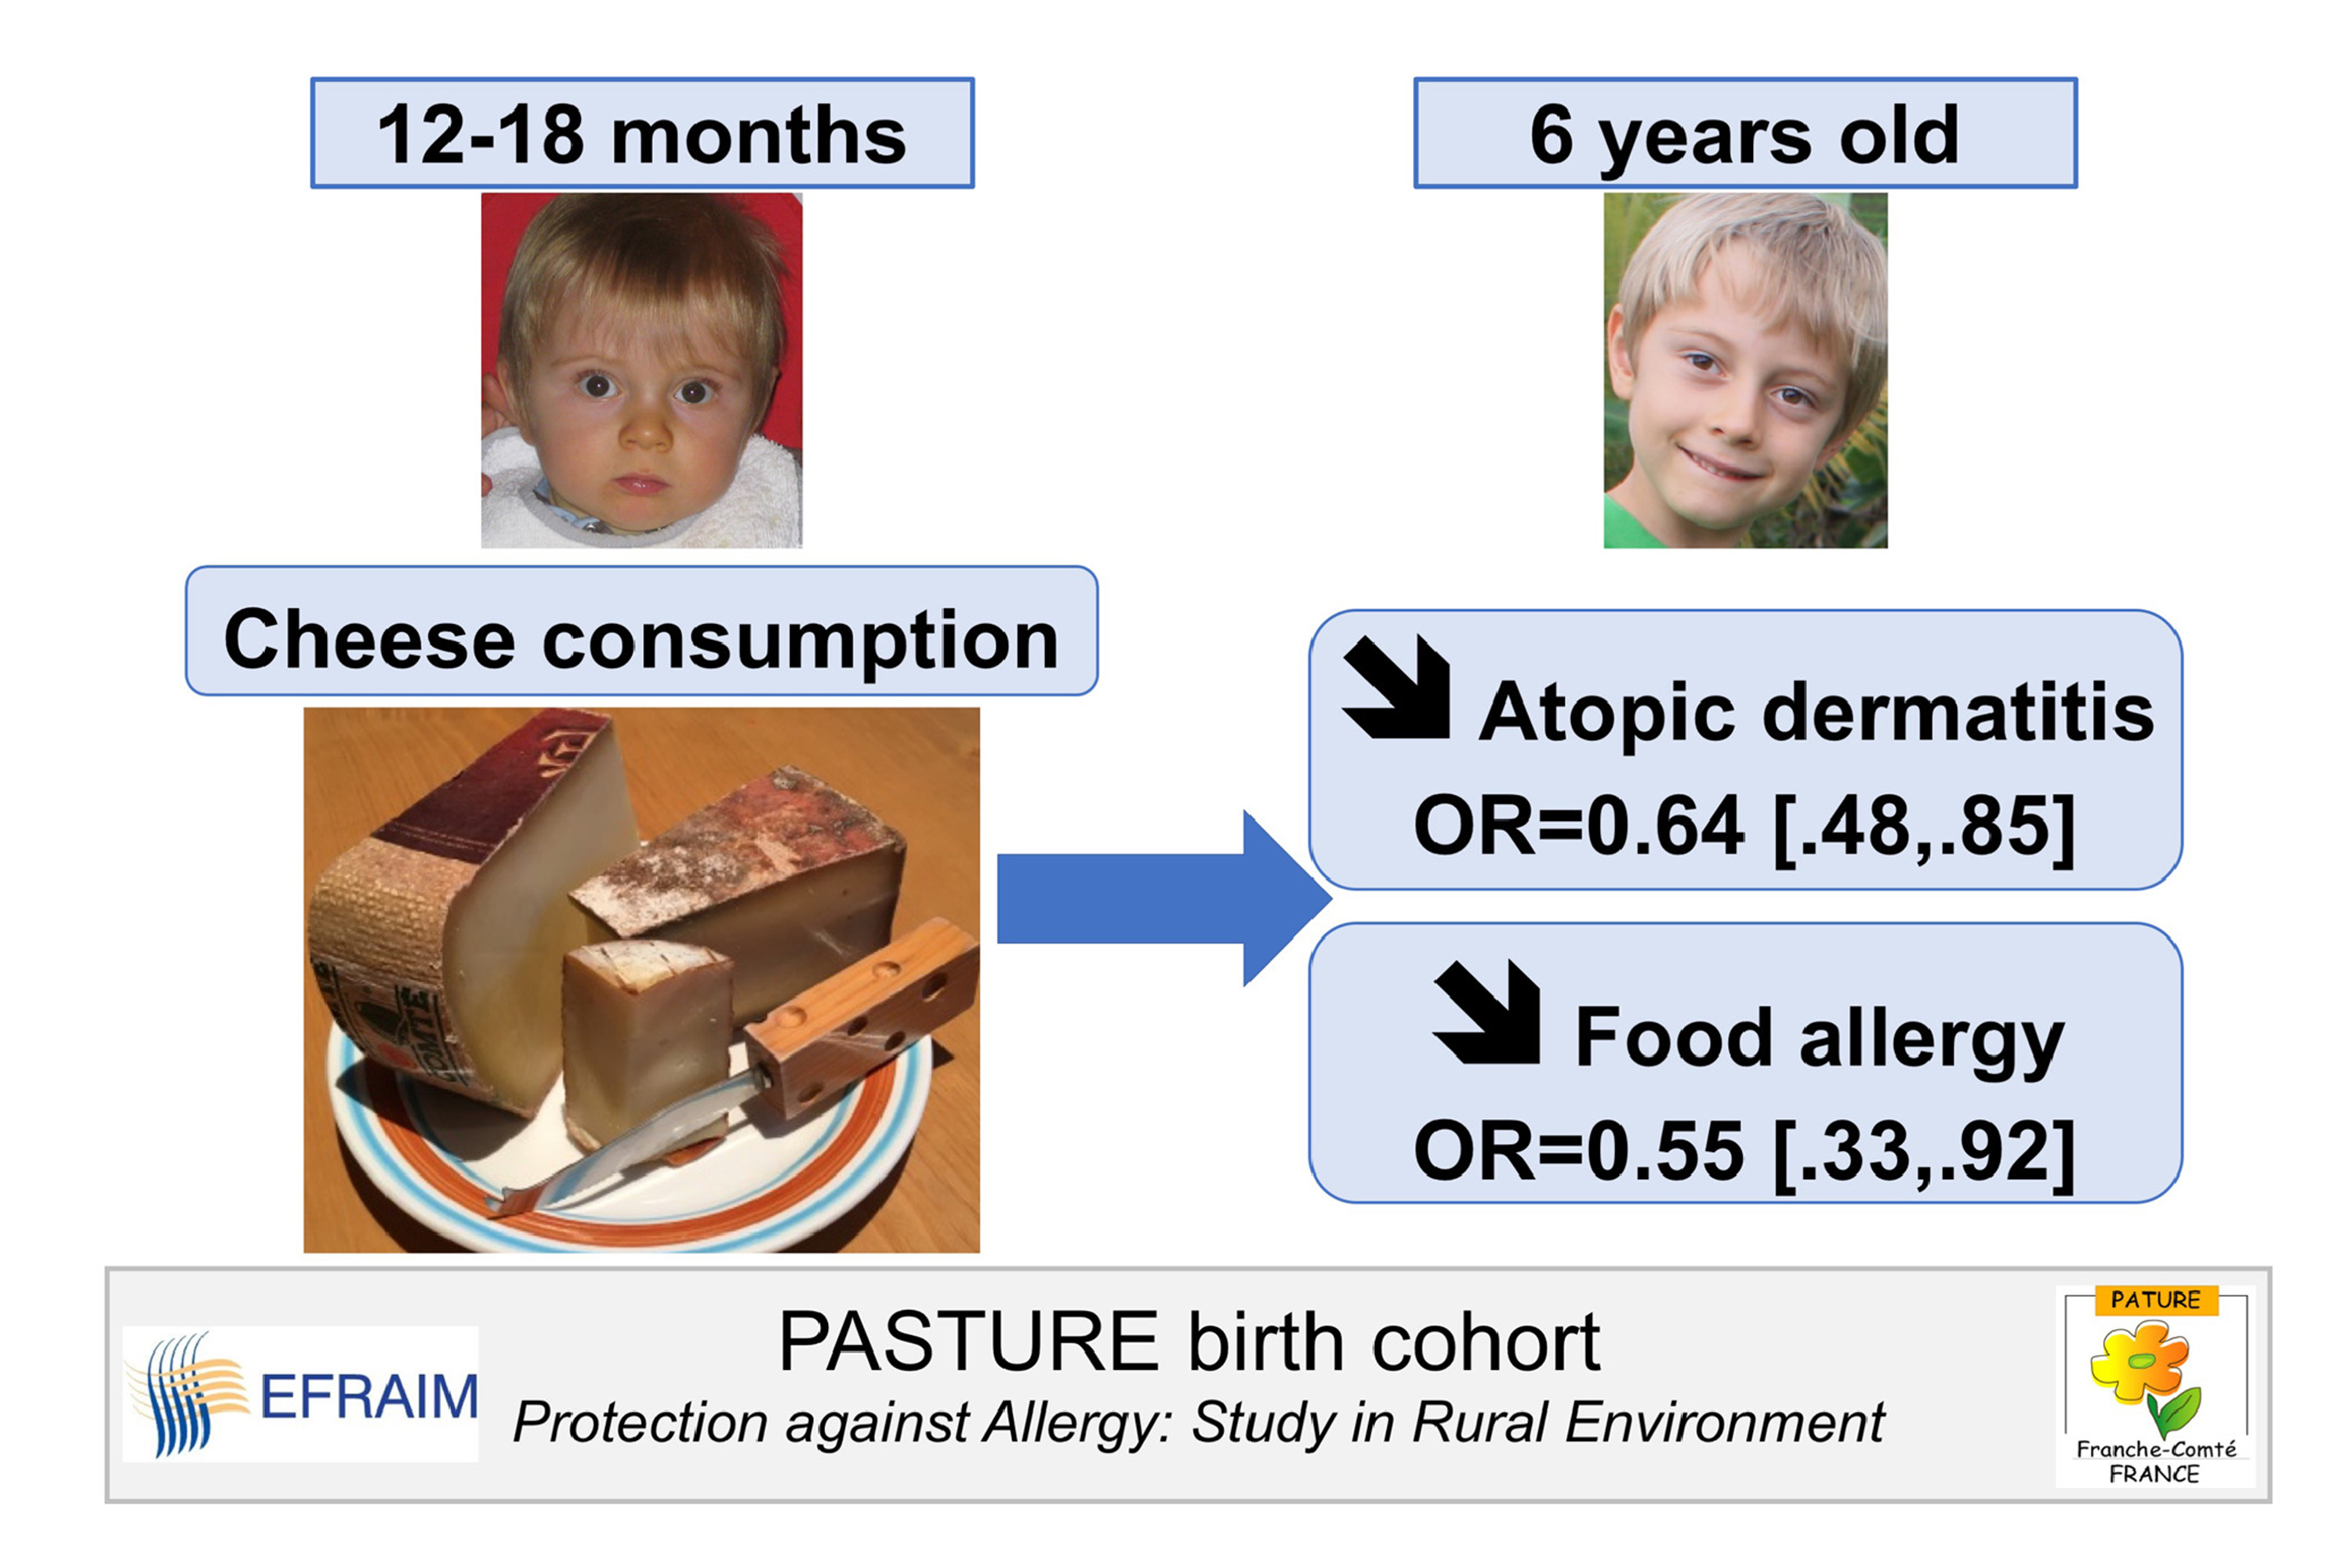 12-18 months
6 years old
Cheese consumption
Atopic dermatitis
OR=0.64 [.48,.85]
Food allergy
OR=0.55 [.33,.92]
COMTÉ
EFRAIM
PASTURE birth cohort
Protection against Allergy: Study in Rural Environment
PATURE
Franche-Comté
FRANCE